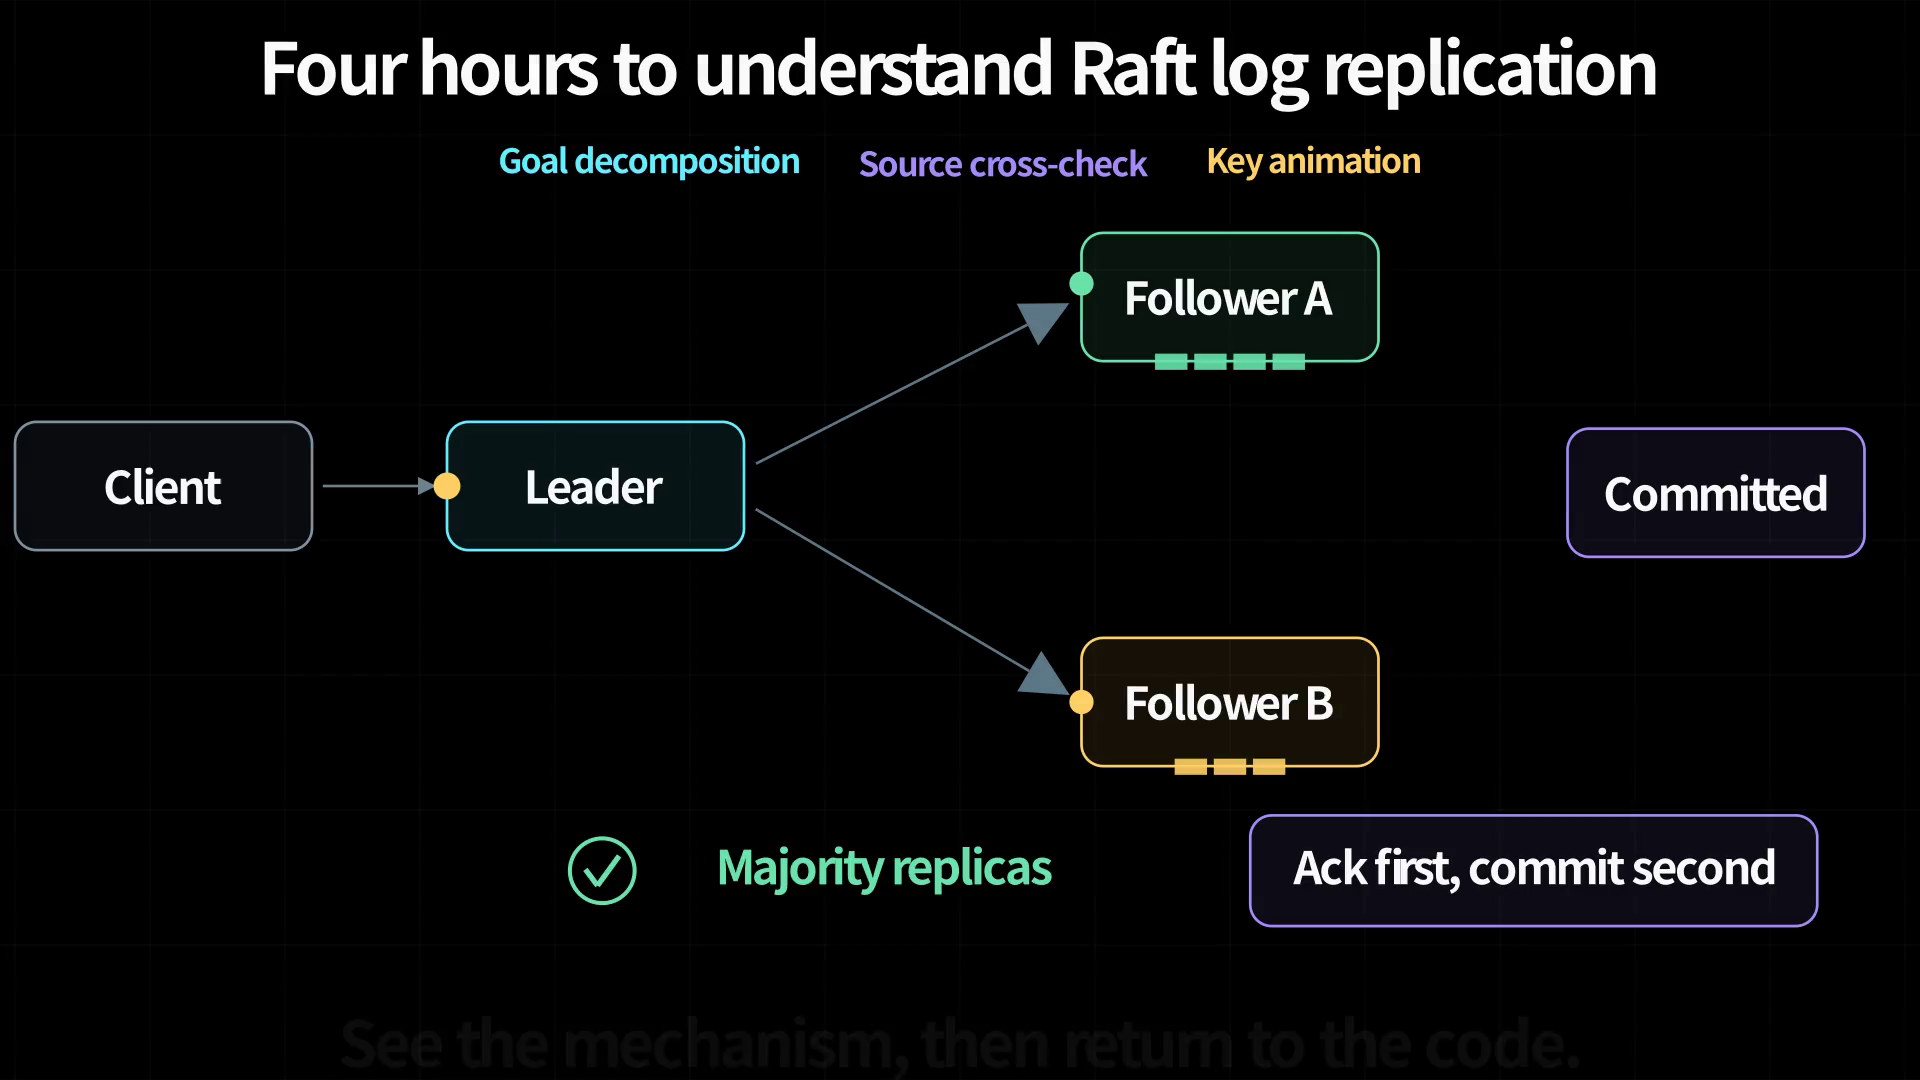 Four hours to understand Raft log replication
Goal decomposition
Source cross-check
Key animation
Follower A
Client
Leader
Committed
Follower B
Majority replicas
Ack first, commit second
See the mechanism, then return to the code.